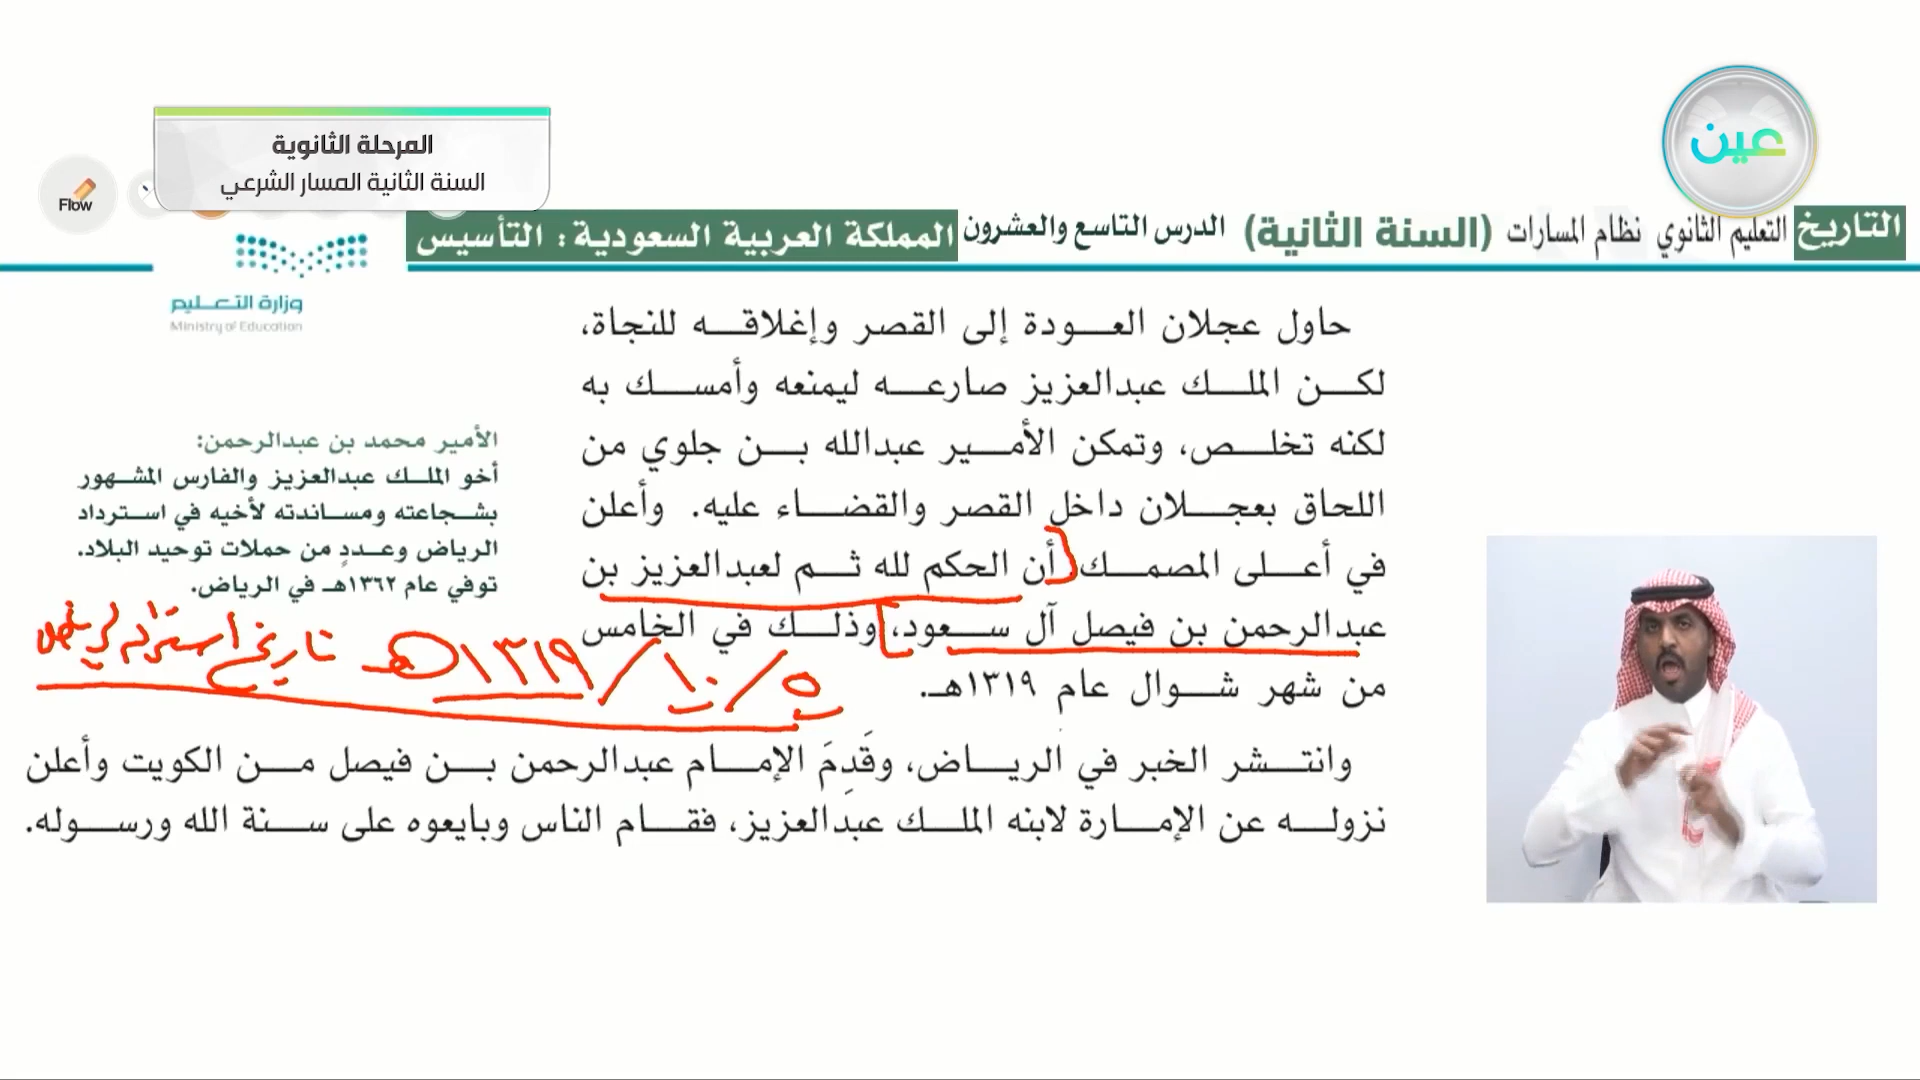 المرحلة الثانوية
السنة الثانية المسار الشرعي
عين
Flow
التاريخ التعليم الثانوي نظام المسارات (السنة الثانية) الدرس التاسع والعشرون المملكة العربية السعودية : التأسيس
وزارة التعليم
Ministry of Education
حاول عجلان العودة إلى القصر وإغلاقه للنجاة،
لكن الملك عبدالعزيز صارعه ليمنعه وأمسك به
لكنه تخلص، وتمكن الأمير عبدالله بن جلوي من
اللحاق بعجلان داخل القصر والقضاء عليه. وأعلن
في أعلى المصمك أن الحكم لله ثم لعبدالعزيز بن
عبدالرحمن بن فيصل آل سعود، وذلك في الخامس
من شهر شوال عام ١٣١٩هـ.
الأمير محمد بن عبدالرحمن:
أخو الملك عبدالعزيز والفارس المشهور
بشجاعته ومساندته لأخيه في استرداد
الرياض وعددٍ من حملات توحيد البلاد.
توفي عام ١٣٦٢هـ في الرياض.
٥/١٠/١٣١٩هـ تاريخ استرداد الرياض
وانتشر الخبر في الرياض، وقَدِمَ الإمام عبدالرحمن بن فيصل من الكويت وأعلن
نزوله عن الإمارة لابنه الملك عبدالعزيز، فقام الناس وبايعوه على سنة الله ورسوله.